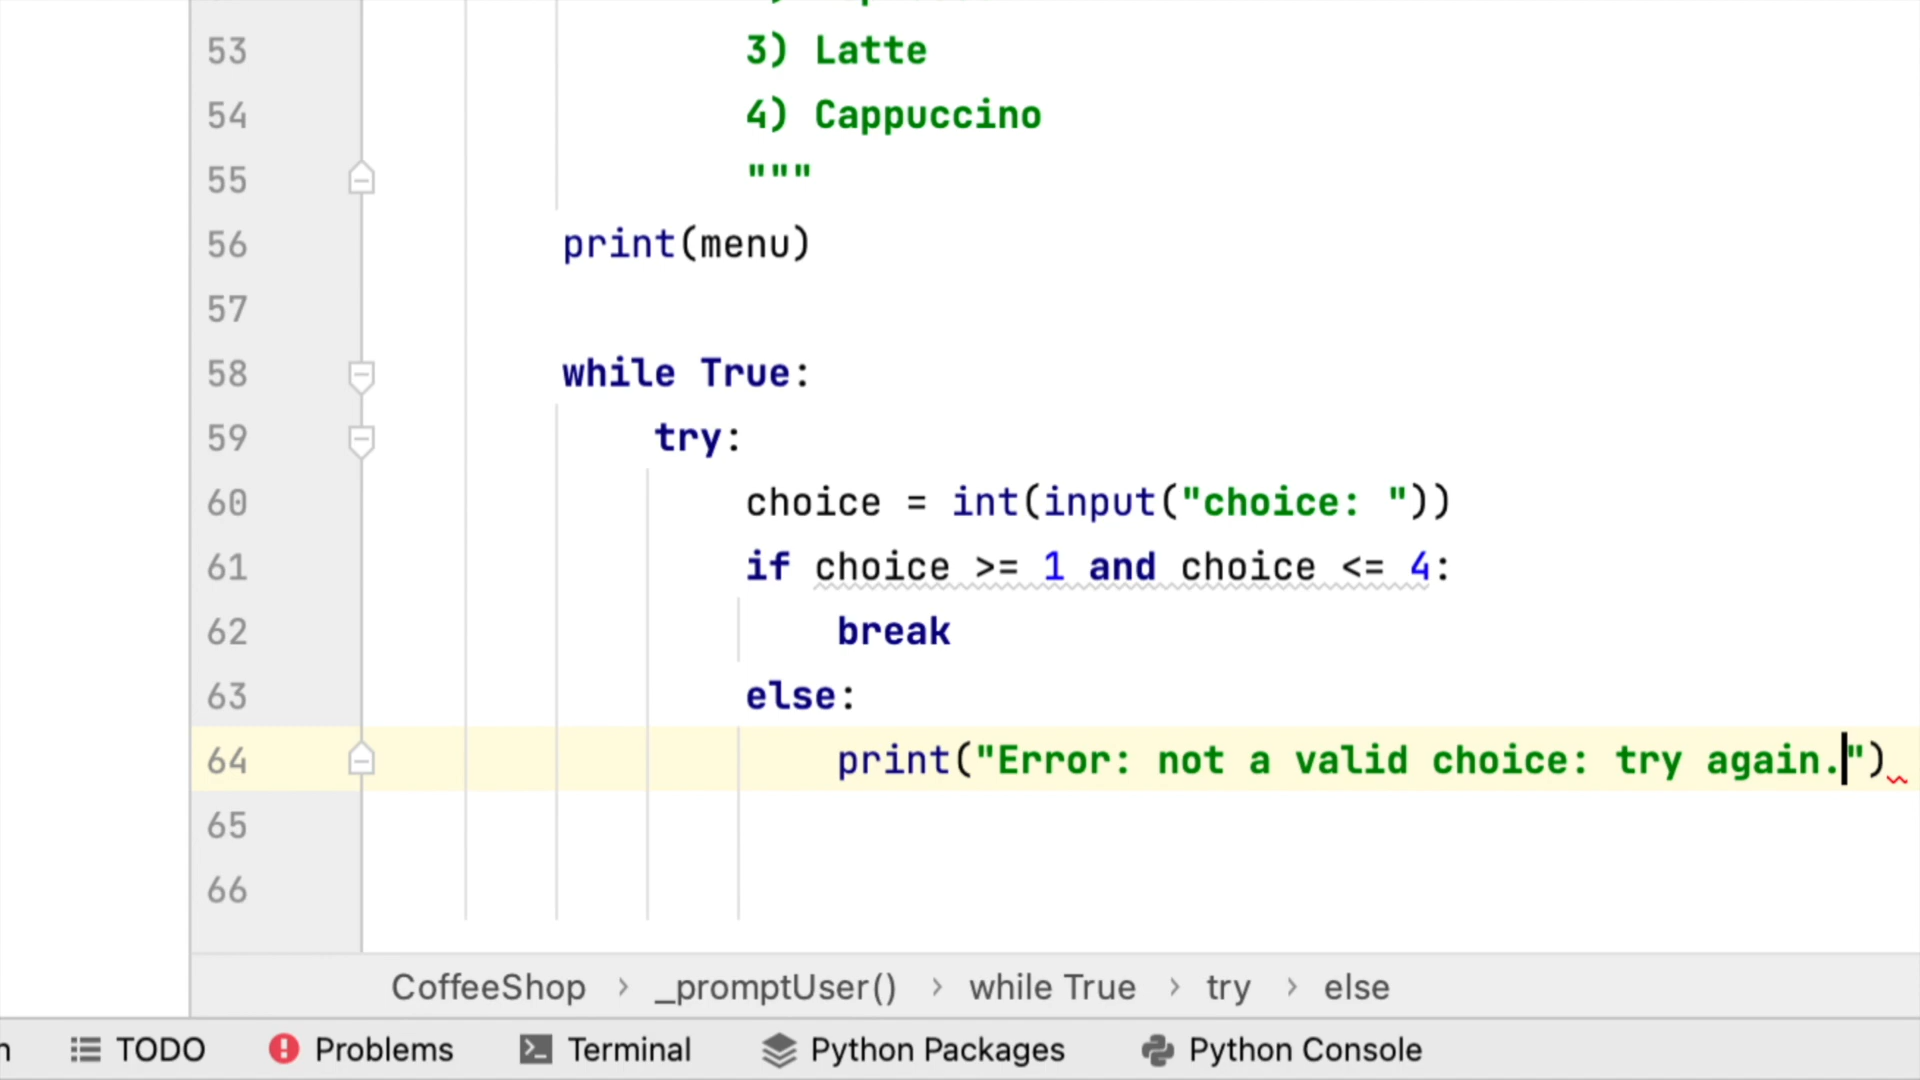 53 3) Latte
54 4) Cappuccino
55 """
56 print(menu)
57
58 while True:
59 try:
60 choice = int(input("choice: "))
61 if choice >= 1 and choice <= 4:
62 break
63 else:
64 print("Error: not a valid choice: try again.")
65
66
CoffeeShop › _promptUser() › while True › try › else
TODO Problems Terminal Python Packages Python Console